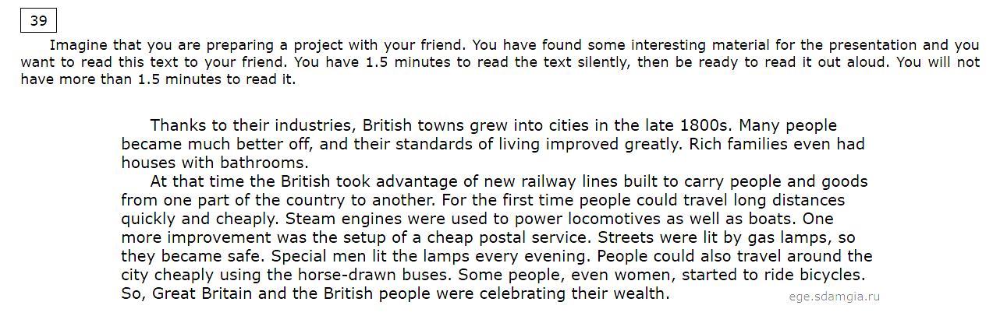 39
Imagine that you are preparing a project with your friend. You have found some interesting material for the presentation and you
want to read this text to your friend. You have 1.5 minutes to read the text silently, then be ready to read it out aloud. You will not
have more than 1.5 minutes to read it.
Thanks to their industries, British towns grew into cities in the late 1800s. Many people
became much better off, and their standards of living improved greatly. Rich families even had
houses with bathrooms.
At that time the British took advantage of new railway lines built to carry people and goods
from one part of the country to another. For the first time people could travel long distances
quickly and cheaply. Steam engines were used to power locomotives as well as boats. One
more improvement was the setup of a cheap postal service. Streets were lit by gas lamps, so
they became safe. Special men lit the lamps every evening. People could also travel around the
city cheaply using the horse-drawn buses. Some people, even women, started to ride bicycles.
So, Great Britain and the British people were celebrating their wealth.
ege.sdamgia.ru